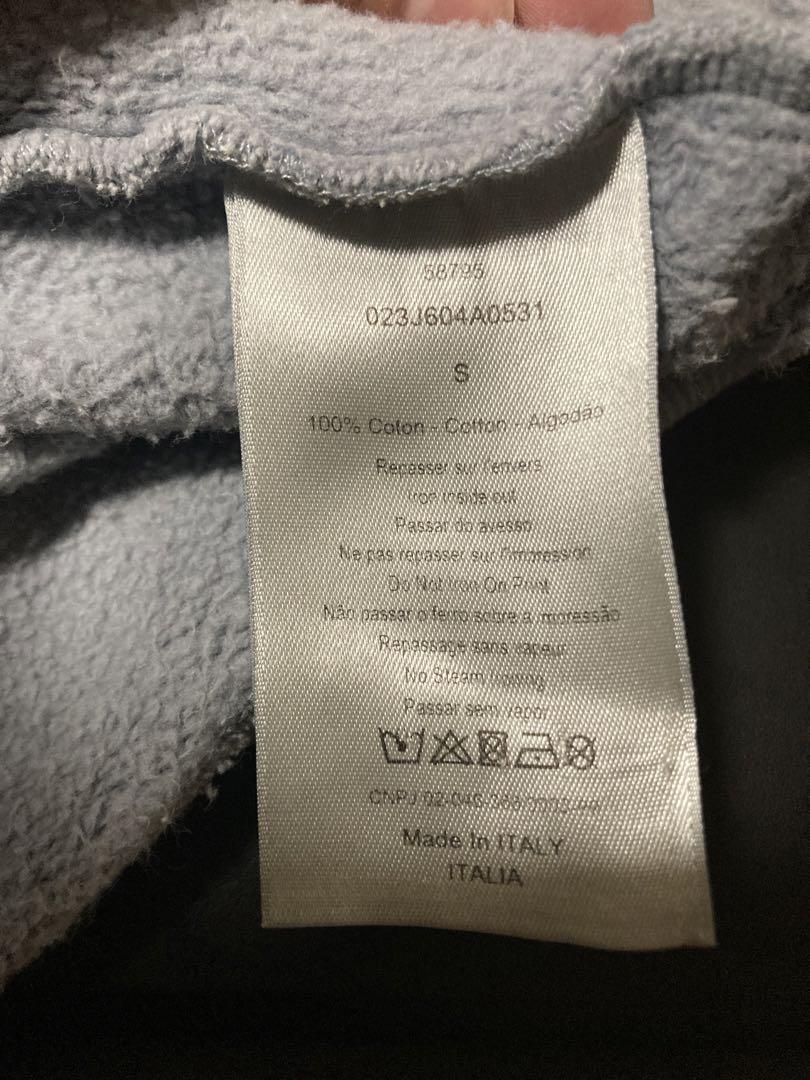 58795
023J604A0531
S
100% Coton - Cotton - Algodão
Repasser sur l'envers
Iron inside out
Passar do avesso
Ne pas repasser sur l'impression
Do Not Iron On Print
Não passar o ferro sobre a impressão
Repassage sans vapeur
No Steam Ironing
Passar sem vapor
CNPJ
Made In ITALY
ITALIA